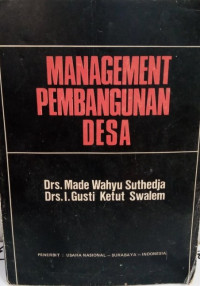 MANAGEMENT
PEMBANGUNAN
DESA
Drs. Made Wahyu Suthedja
Drs. I. Gusti Ketut Swalem
PENERBIT : USAHA NASIONAL – SURABAYA – INDONESIA